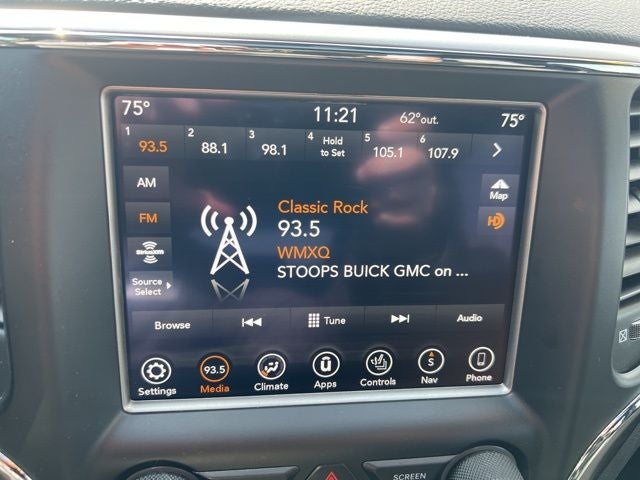 75° 11:21 62°out. 75°
1 93.5 2 88.1 3 98.1 4 Hold to Set 5 105.1 6 107.9
AM
FM
SiriusXM
Source Select
Map
HD
Classic Rock
93.5
WMXQ
STOOPS BUICK GMC on ...
Browse Tune Audio
93.5 S
Settings Media Climate Apps Controls Nav Phone
SCREEN